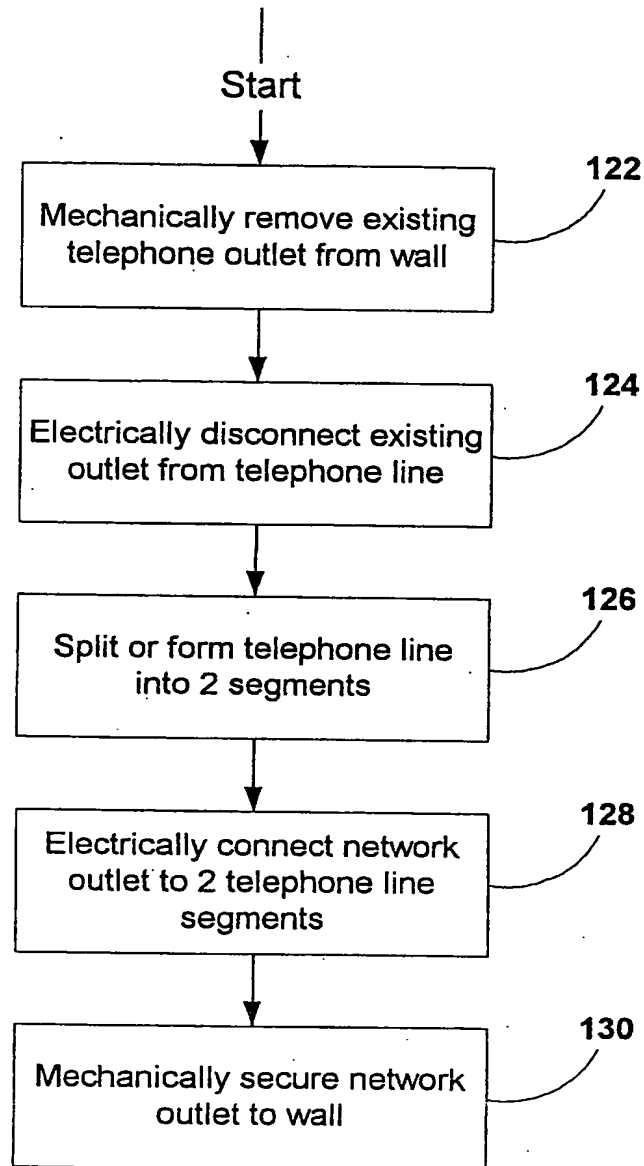 Start
122
Mechanically remove existing
telephone outlet from wall
124
Electrically disconnect existing
outlet from telephone line
126
Split or form telephone line
into 2 segments
128
Electrically connect network
outlet to 2 telephone line
segments
130
Mechanically secure network
outlet to wall